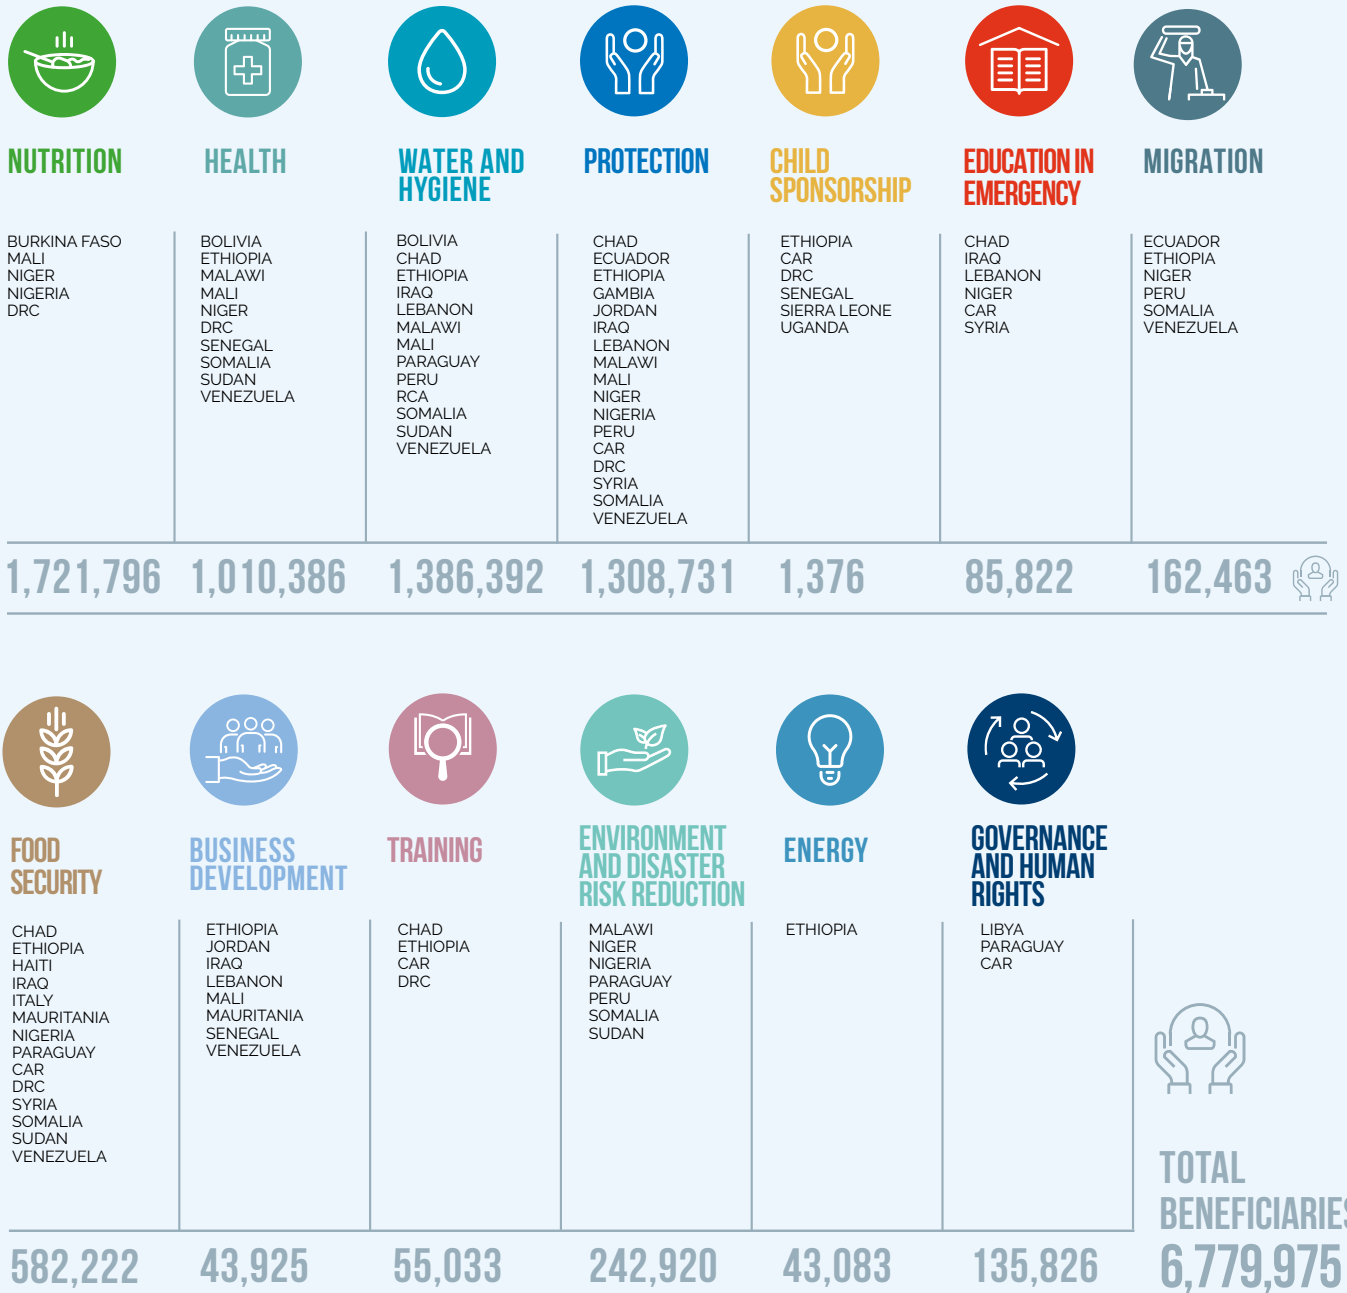 NUTRITION
BURKINA FASO
MALI
NIGER
NIGERIA
DRC
1,721,796
HEALTH
BOLIVIA
ETHIOPIA
MALAWI
MALI
NIGER
DRC
SENEGAL
SOMALIA
SUDAN
VENEZUELA
1,010,386
WATER AND
HYGIENE
BOLIVIA
CHAD
ETHIOPIA
IRAQ
LEBANON
MALAWI
MALI
PARAGUAY
PERU
RCA
SOMALIA
SUDAN
VENEZUELA
1,386,392
PROTECTION
CHAD
ECUADOR
ETHIOPIA
GAMBIA
JORDAN
IRAQ
LEBANON
MALAWI
MALI
NIGER
NIGERIA
PERU
CAR
DRC
SYRIA
SOMALIA
VENEZUELA
1,308,731
CHILD
SPONSORSHIP
ETHIOPIA
CAR
DRC
SENEGAL
SIERRA LEONE
UGANDA
1,376
EDUCATION IN
EMERGENCY
CHAD
IRAQ
LEBANON
NIGER
CAR
SYRIA
85,822
MIGRATION
ECUADOR
ETHIOPIA
NIGER
PERU
SOMALIA
VENEZUELA
162,463
FOOD
SECURITY
CHAD
ETHIOPIA
HAITI
IRAQ
ITALY
MAURITANIA
NIGERIA
PARAGUAY
CAR
DRC
SYRIA
SOMALIA
SUDAN
VENEZUELA
582,222
BUSINESS
DEVELOPMENT
ETHIOPIA
JORDAN
IRAQ
LEBANON
MALI
MAURITANIA
SENEGAL
VENEZUELA
43,925
TRAINING
CHAD
ETHIOPIA
CAR
DRC
55,033
ENVIRONMENT
AND DISASTER
RISK REDUCTION
MALAWI
NIGER
NIGERIA
PARAGUAY
PERU
SOMALIA
SUDAN
242,920
ENERGY
ETHIOPIA
43,083
GOVERNANCE
AND HUMAN
RIGHTS
LIBYA
PARAGUAY
CAR
135,826
TOTAL
BENEFICIARIES
6,779,975